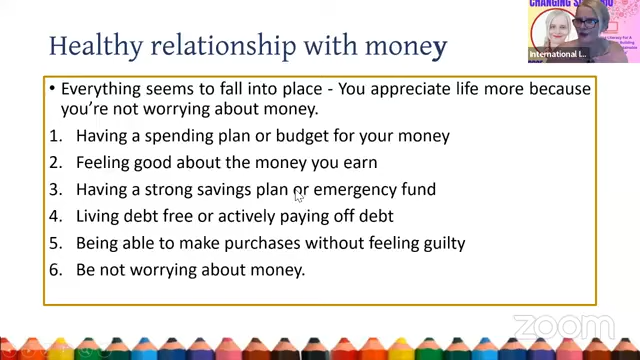 CHANGING
Healthy relationship with money
International l...
• Everything seems to fall into place - You appreciate life more because
you're not worrying about money.
1. Having a spending plan or budget for your money
2. Feeling good about the money you earn
3. Having a strong savings plan or emergency fund
4. Living debt free or actively paying off debt
5. Being able to make purchases without feeling guilty
6. Be not worrying about money.
zoom